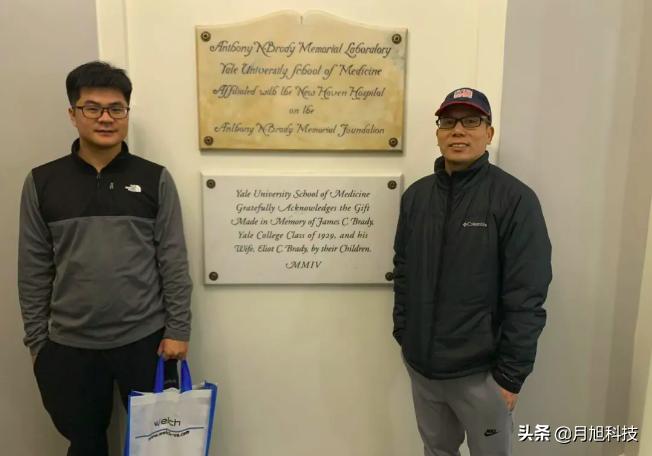 Anthony N Brady Memorial Laboratory
Yale University School of Medicine
Affiliated with the New Haven Hospital
on the
Anthony N Brady Memorial Foundation
Yale University School of Medicine
Gratefully Acknowledges the Gift
Made in Memory of James C. Brady,
Yale College Class of 1929, and his
Wife, Eliot C. Brady, by their Children.
MMIV
THE NORTH FACE
Columbia
welch
头条 @月旭科技